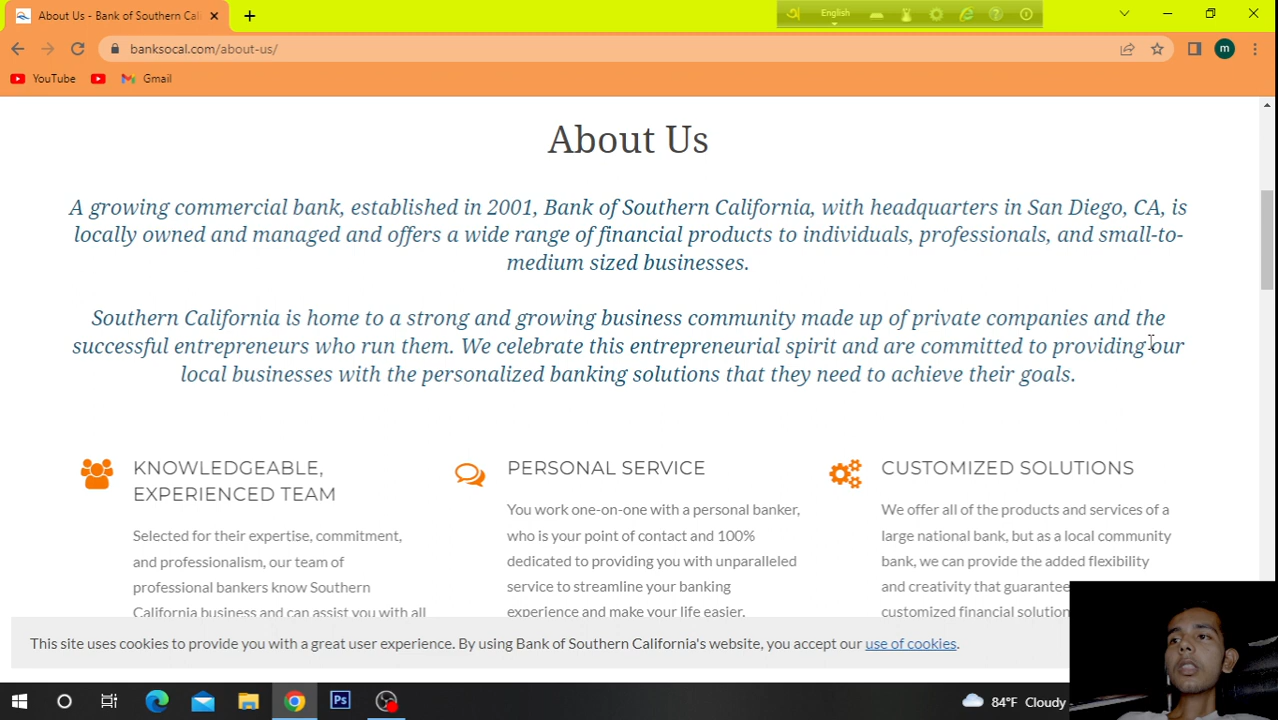 About Us - Bank of Southern Cal
English
banksocal.com/about-us/
m
YouTube
Gmail
About Us
A growing commercial bank, established in 2001, Bank of Southern California, with headquarters in San Diego, CA, is
locally owned and managed and offers a wide range of financial products to individuals, professionals, and small-to-
medium sized businesses.
Southern California is home to a strong and growing business community made up of private companies and the
successful entrepreneurs who run them. We celebrate this entrepreneurial spirit and are committed to providing our
local businesses with the personalized banking solutions that they need to achieve their goals.
KNOWLEDGEABLE,
EXPERIENCED TEAM
Selected for their expertise, commitment,
and professionalism, our team of
professional bankers know Southern
California business and can assist you with all
PERSONAL SERVICE
You work one-on-one with a personal banker,
who is your point of contact and 100%
dedicated to providing you with unparalleled
service to streamline your banking
experience and make your life easier.
CUSTOMIZED SOLUTIONS
We offer all of the products and services of a
large national bank, but as a local community
bank, we can provide the added flexibility
and creativity that guarantee
customized financial solution
This site uses cookies to provide you with a great user experience. By using Bank of Southern California's website, you accept our use of cookies.
Ps
84°F Cloudy